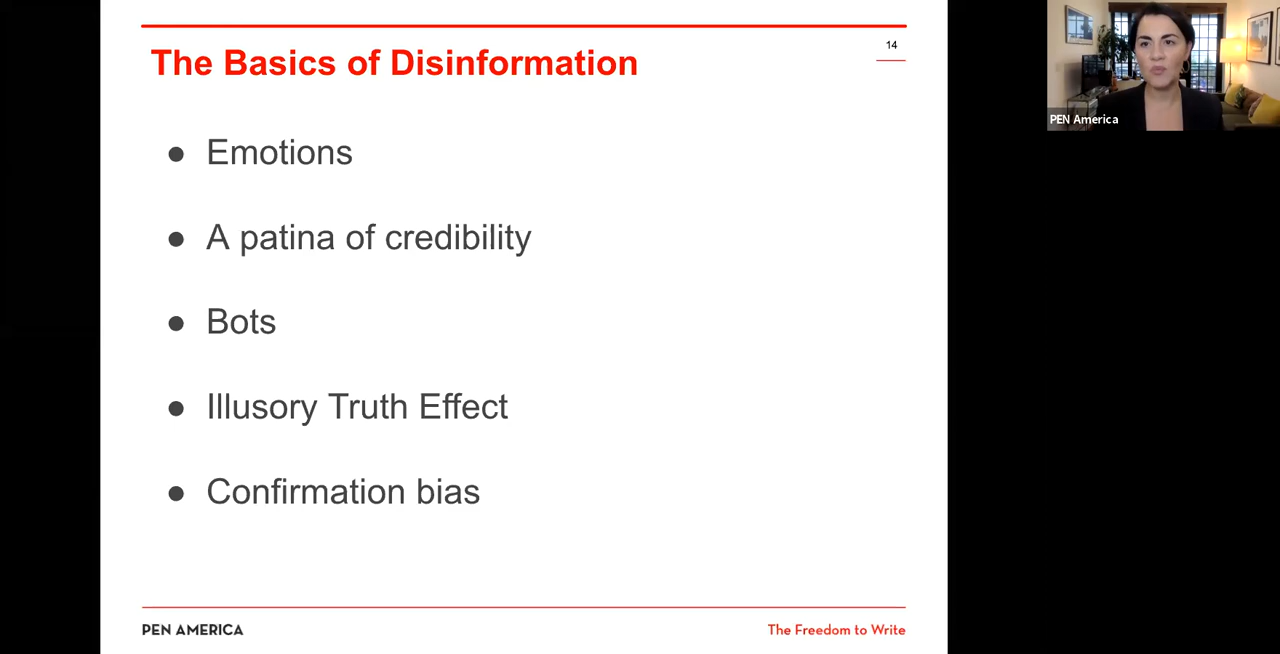 The Basics of Disinformation
14
● Emotions
● A patina of credibility
● Bots
● Illusory Truth Effect
● Confirmation bias
PEN AMERICA
The Freedom to Write
PEN America